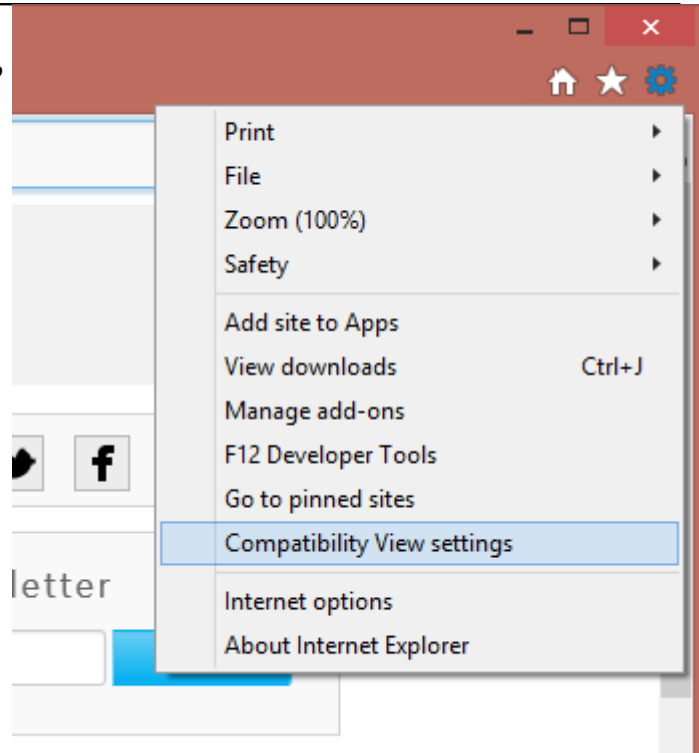 Print
File
Zoom (100%)
Safety
Add site to Apps
View downloads Ctrl+J
Manage add-ons
F12 Developer Tools
Go to pinned sites
Compatibility View settings
letter
Internet options
About Internet Explorer